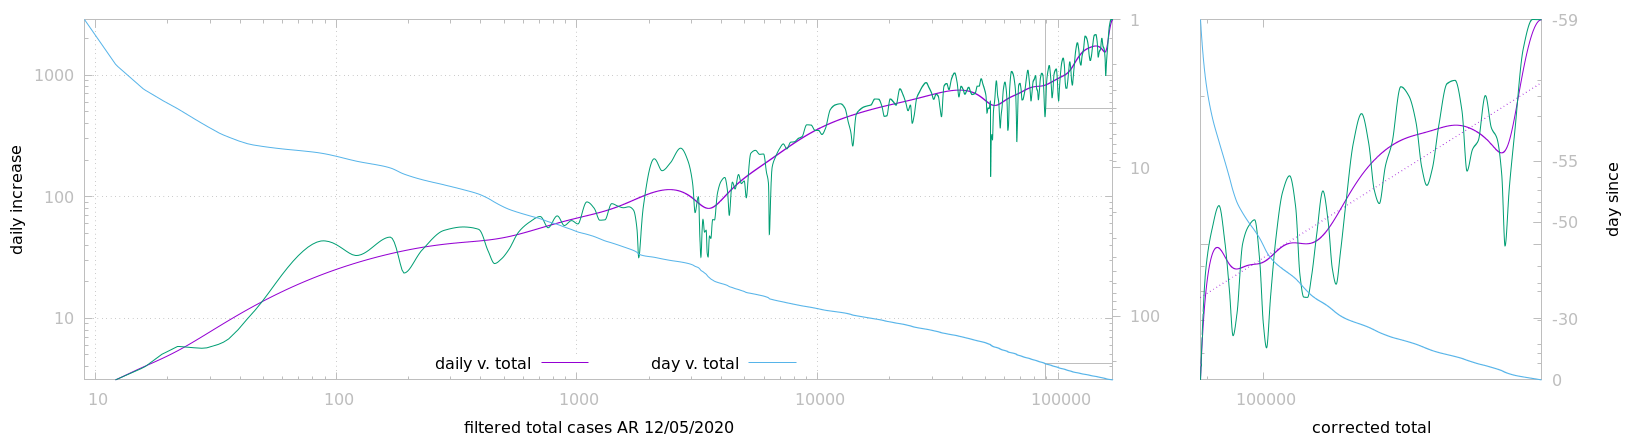 daily increase
1000
100
10
10
100
1000
10000
100000
1
10
100
daily v. total
day v. total
filtered total cases AR 12/05/2020
-59
-55
-50
-30
0
day since
100000
corrected total